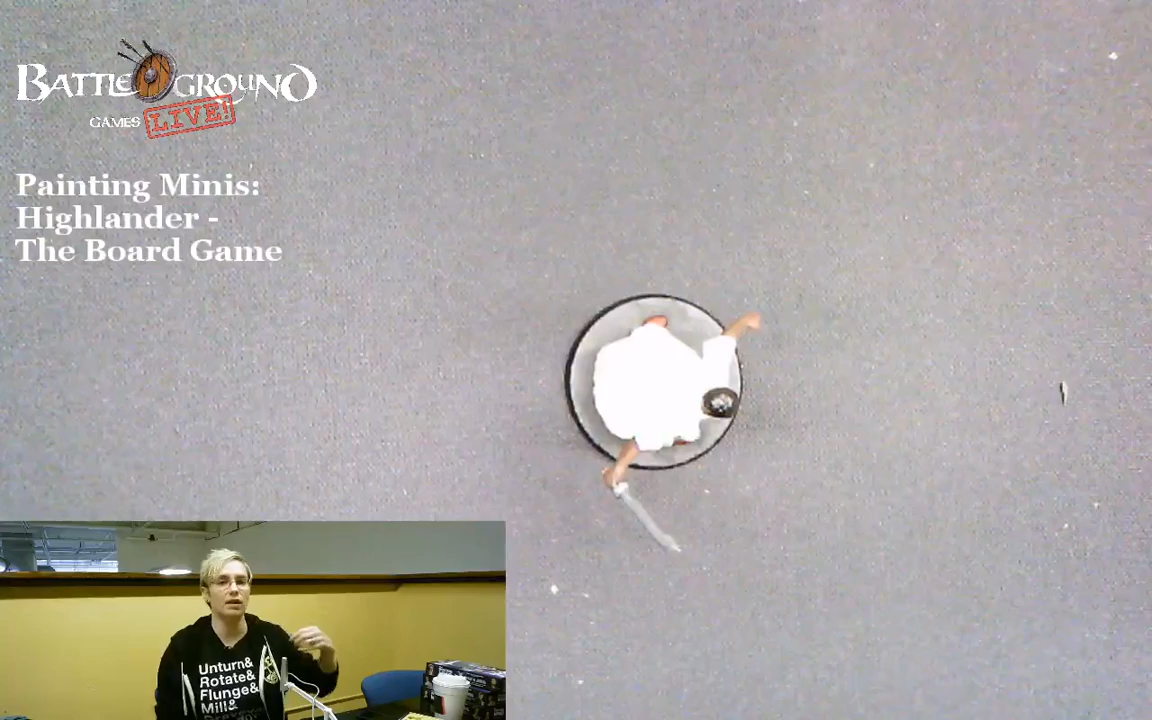 BATTLEGROUND
GAMES LIVE!
Painting Minis:
Highlander -
The Board Game
Unturn&
Rotate&
Flunge&
Mill&